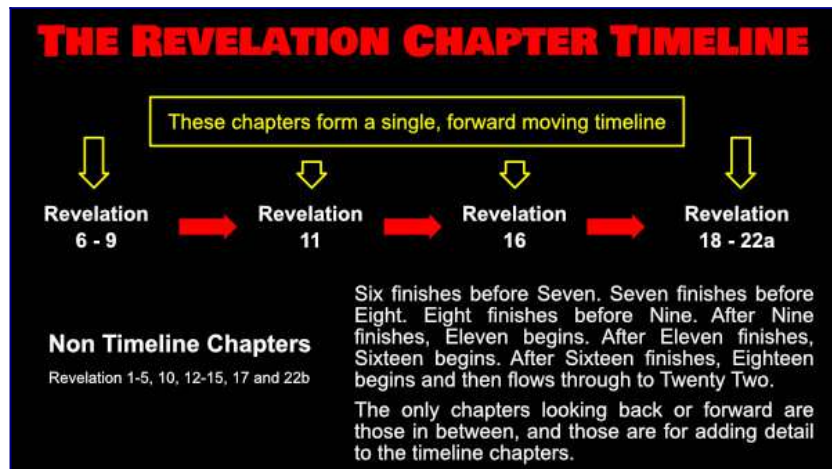 THE REVELATION CHAPTER TIMELINE
These chapters form a single, forward moving timeline
Revelation
6 - 9
Revelation
11
Revelation
16
Revelation
18 - 22a
Non Timeline Chapters
Revelation 1-5, 10, 12-15, 17 and 22b
Six finishes before Seven. Seven finishes before
Eight. Eight finishes before Nine. After Nine
finishes, Eleven begins. After Eleven finishes,
Sixteen begins. After Sixteen finishes, Eighteen
begins and then flows through to Twenty Two.
The only chapters looking back or forward are
those in between, and those are for adding detail
to the timeline chapters.